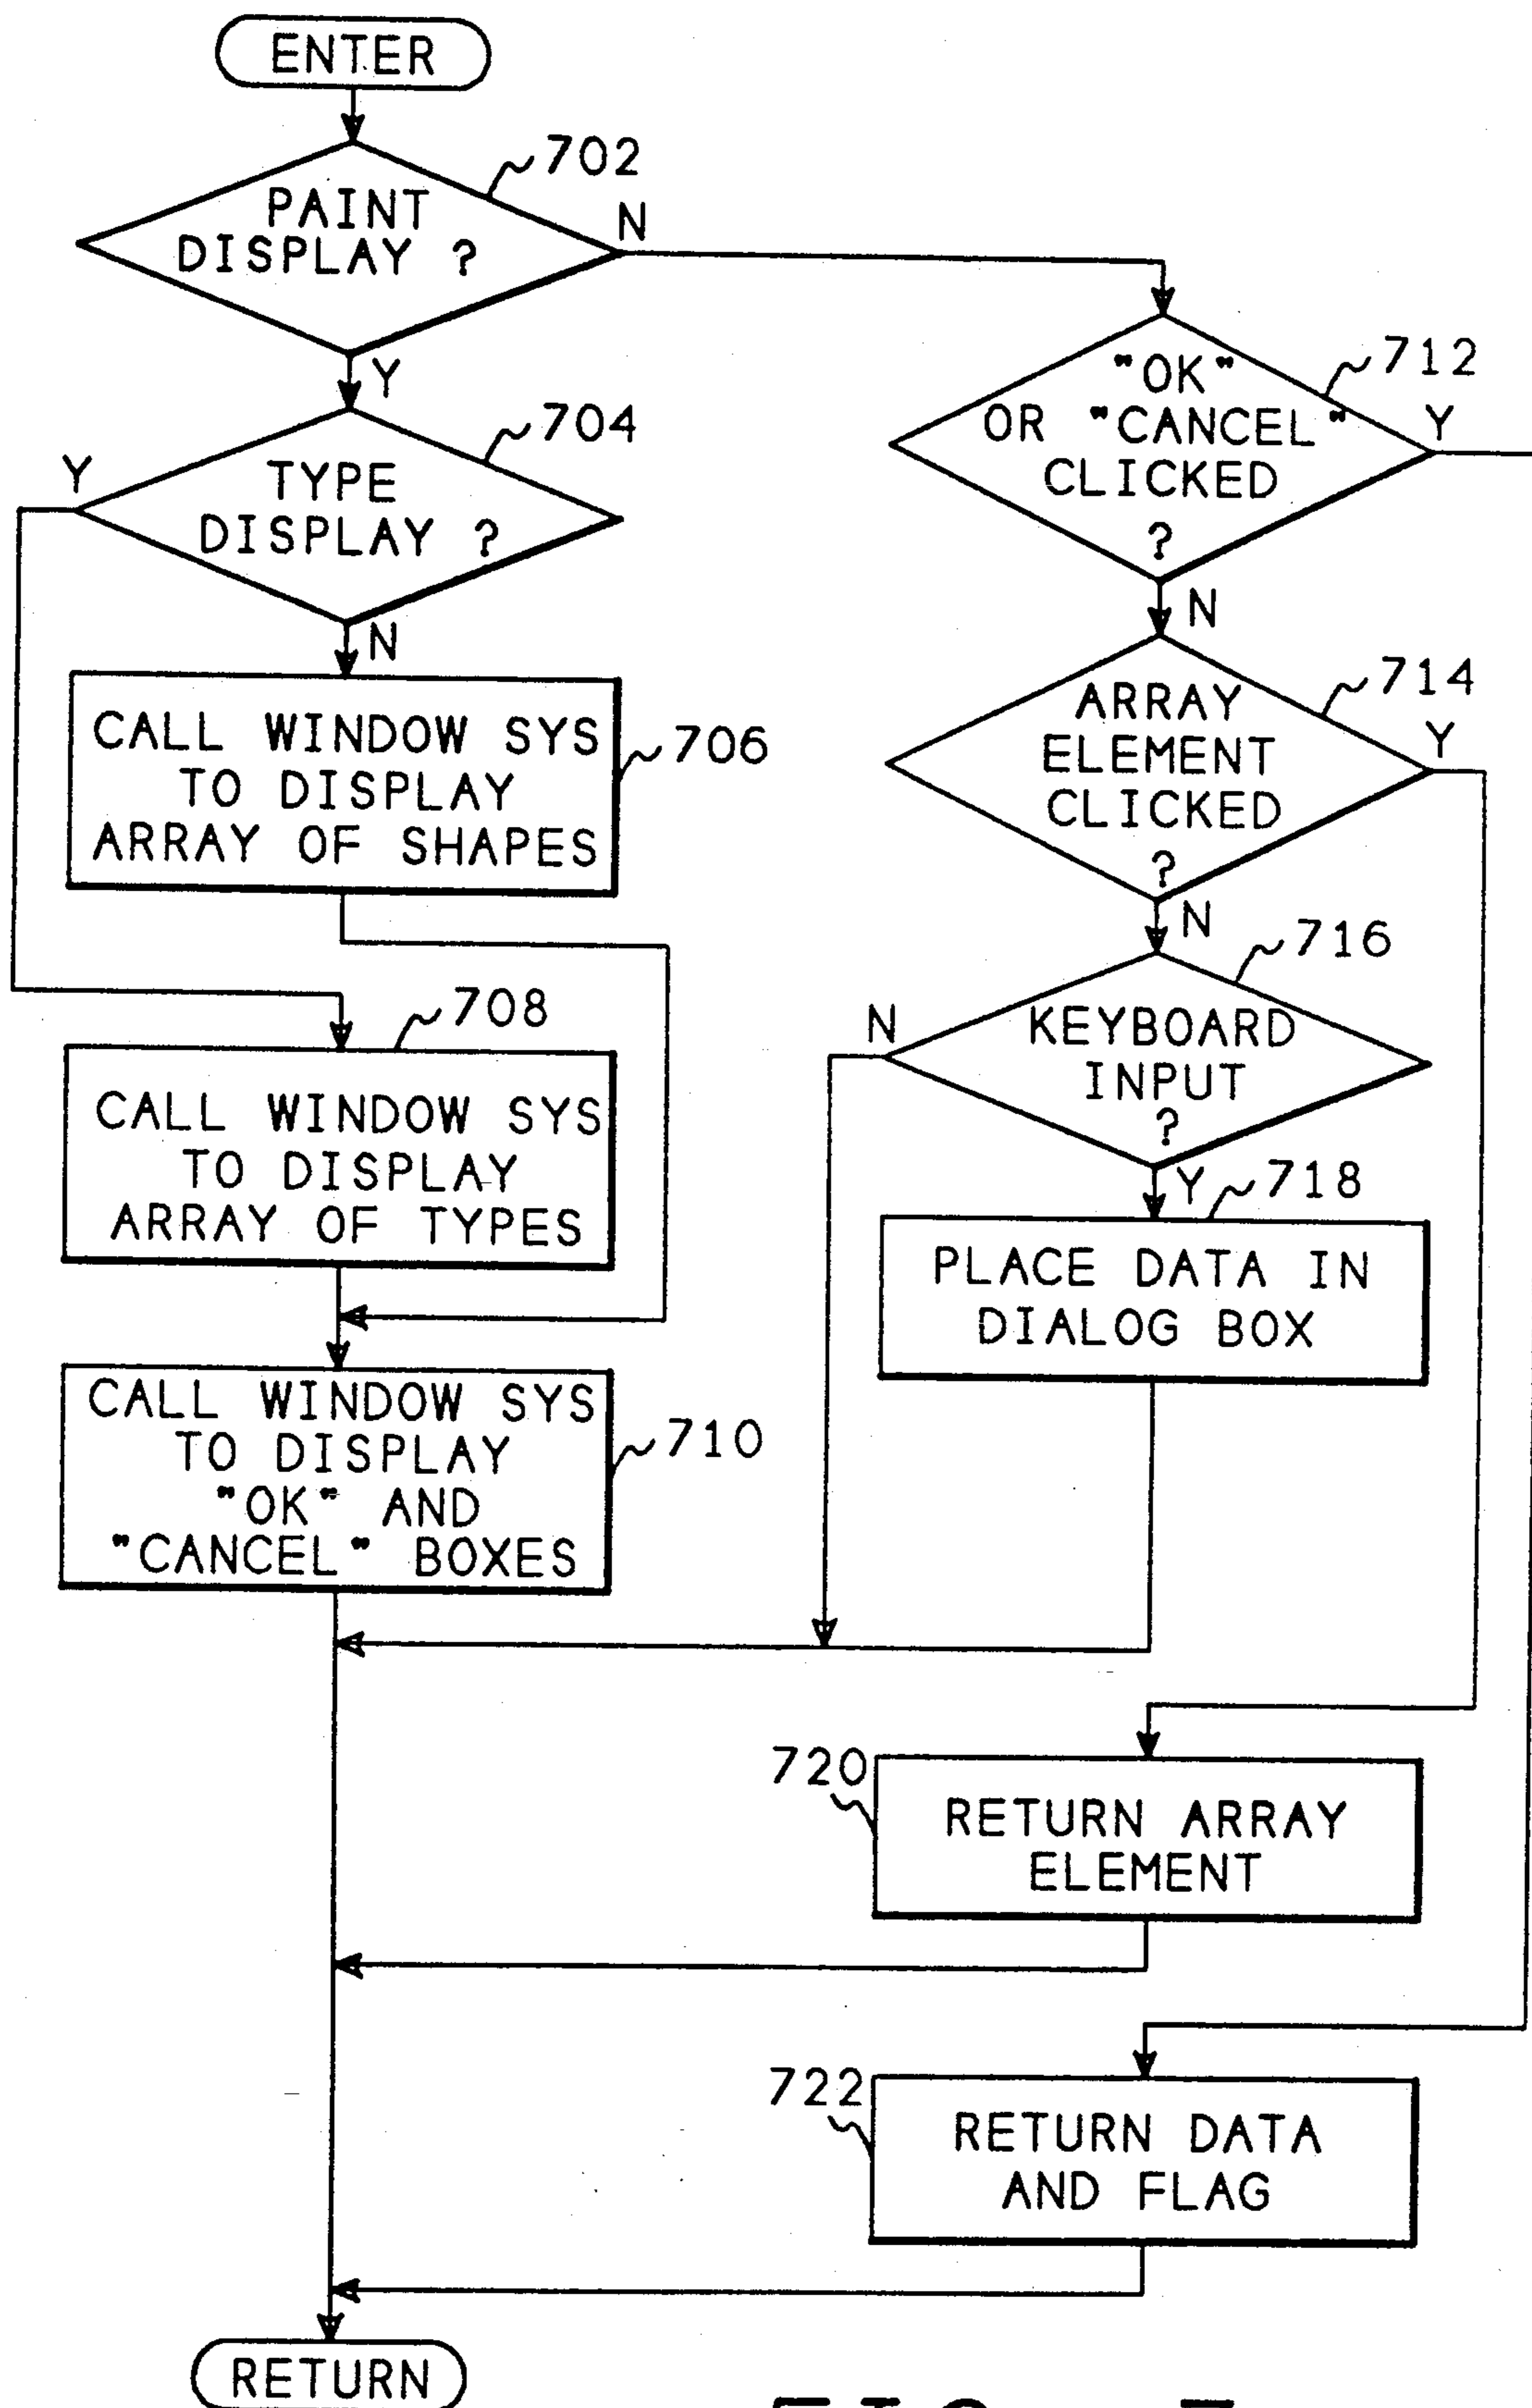 ENTER
702
PAINT
DISPLAY ?
N
Y
704
Y
TYPE
DISPLAY ?
N
CALL WINDOW SYS
TO DISPLAY
ARRAY OF SHAPES
706
708
CALL WINDOW SYS
TO DISPLAY
ARRAY OF TYPES
CALL WINDOW SYS
TO DISPLAY
"OK" AND
"CANCEL" BOXES
710
712
"OK"
OR "CANCEL"
CLICKED
?
Y
N
714
ARRAY
ELEMENT
CLICKED
?
Y
N
716
KEYBOARD
INPUT
?
N
Y
718
PLACE DATA IN
DIALOG BOX
720
RETURN ARRAY
ELEMENT
722
RETURN DATA
AND FLAG
RETURN